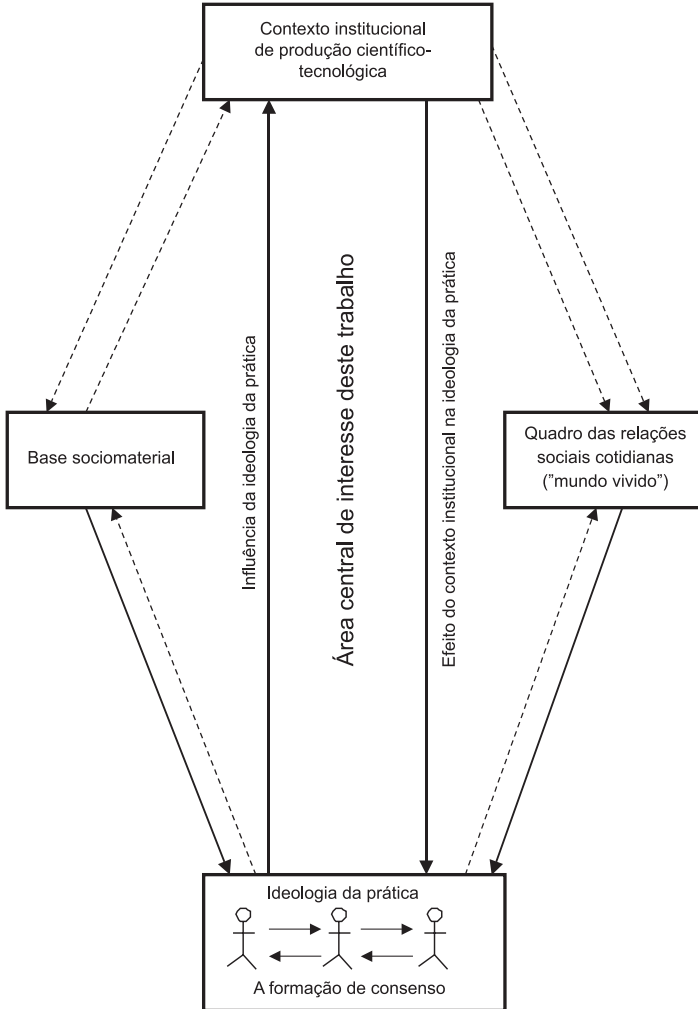 Contexto institucional
de produção científico-
tecnológica
Influência da ideologia da prática
Área central de interesse deste trabalho
Efeito do contexto institucional na ideologia da prática
Base sociomaterial
Quadro das relações
sociais cotidianas
("mundo vivido")
Ideologia da prática
A formação de consenso